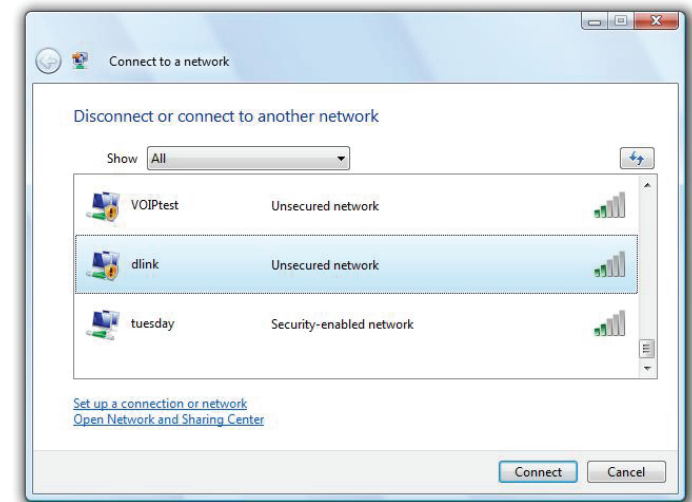 Connect to a network
Disconnect or connect to another network
Show All
VOIPtest Unsecured network
dlink Unsecured network
tuesday Security-enabled network
Set up a connection or network
Open Network and Sharing Center
Connect Cancel